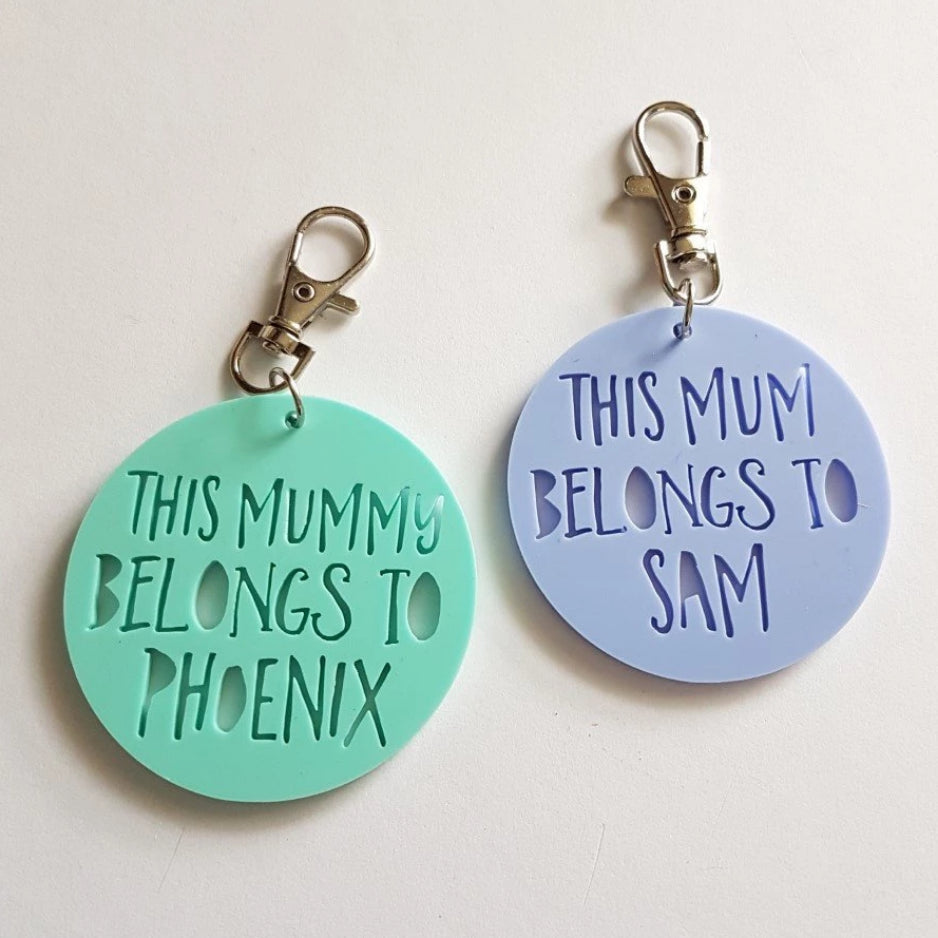 THIS MUMMY
BELONGS TO
PHOENIX
THIS MUM
BELONGS TO
SAM